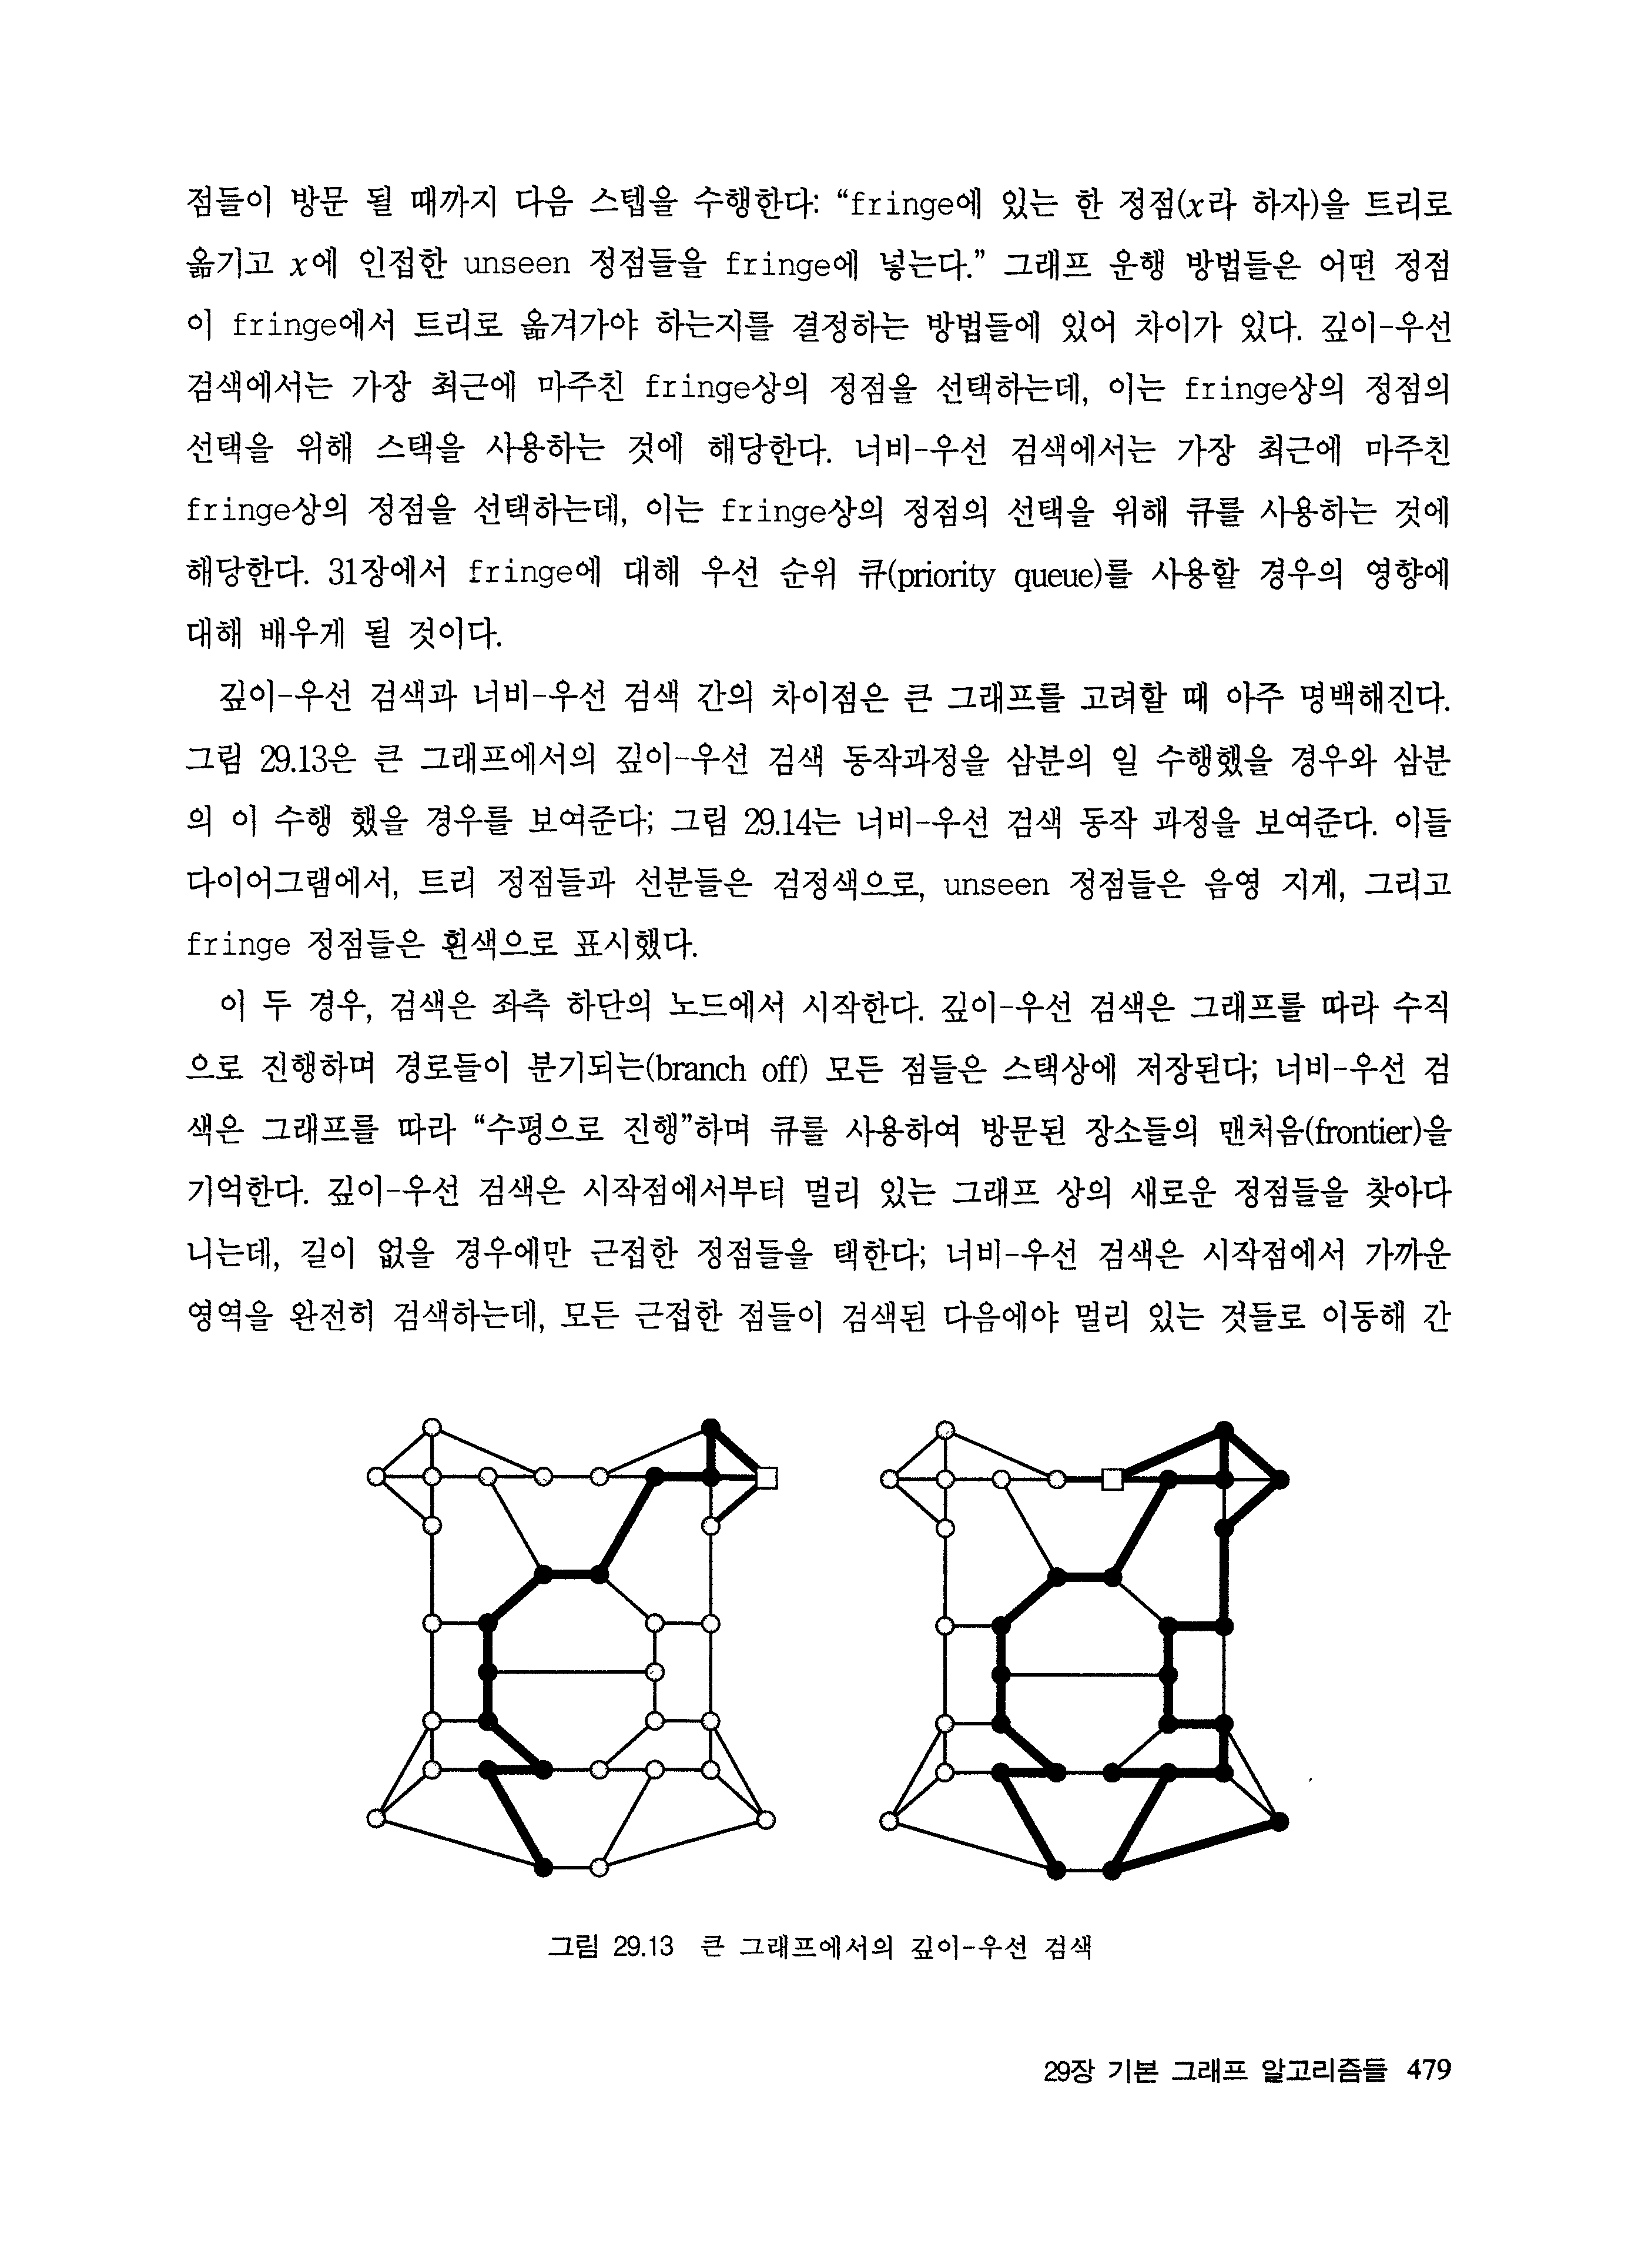 점들이 방문 될 때까지 다음 스텝을 수행한다: “fringe에 있는 한 정점(x라 하자)을 트리로
옮기고 x에 인접한 unseen 정점들을 fringe에 넣는다.” 그래프 운행 방법들은 어떤 정점
이 fringe에서 트리로 옮겨가야 하는지를 결정하는 방법들에 있어 차이가 있다. 깊이-우선
검색에서는 가장 최근에 마주친 fringe상의 정점을 선택하는데, 이는 fringe상의 정점의
선택을 위해 스택을 사용하는 것에 해당한다. 너비-우선 검색에서는 가장 최근에 마주친
fringe상의 정점을 선택하는데, 이는 fringe상의 정점의 선택을 위해 큐를 사용하는 것에
해당한다. 31장에서 fringe에 대해 우선 순위 큐(priority queue)를 사용할 경우의 영향에
대해 배우게 될 것이다.
깊이-우선 검색과 너비-우선 검색 간의 차이점은 큰 그래프를 고려할 때 아주 명백해진다.
그림 29.13은 큰 그래프에서의 깊이-우선 검색 동작과정을 삼분의 일 수행했을 경우와 삼분
의 이 수행 했을 경우를 보여준다; 그림 29.14는 너비-우선 검색 동작 과정을 보여준다. 이들
다이어그램에서, 트리 정점들과 선분들은 검정색으로, unseen 정점들은 음영 지게, 그리고
fringe 정점들은 흰색으로 표시했다.
이 두 경우, 검색은 좌측 하단의 노드에서 시작한다. 깊이-우선 검색은 그래프를 따라 수직
으로 진행하며 경로들이 분기되는(branch off) 모든 점들은 스택상에 저장된다; 너비-우선 검
색은 그래프를 따라 “수평으로 진행”하며 큐를 사용하여 방문된 장소들의 맨처음(frontier)을
기억한다. 깊이-우선 검색은 시작점에서부터 멀리 있는 그래프 상의 새로운 정점들을 찾아다
니는데, 길이 없을 경우에만 근접한 정점들을 택한다; 너비-우선 검색은 시작점에서 가까운
영역을 완전히 검색하는데, 모든 근접한 점들이 검색된 다음에야 멀리 있는 것들로 이동해 간
그림 29.13 큰 그래프에서의 깊이-우선 검색
29장 기본 그래프 알고리즘들 479